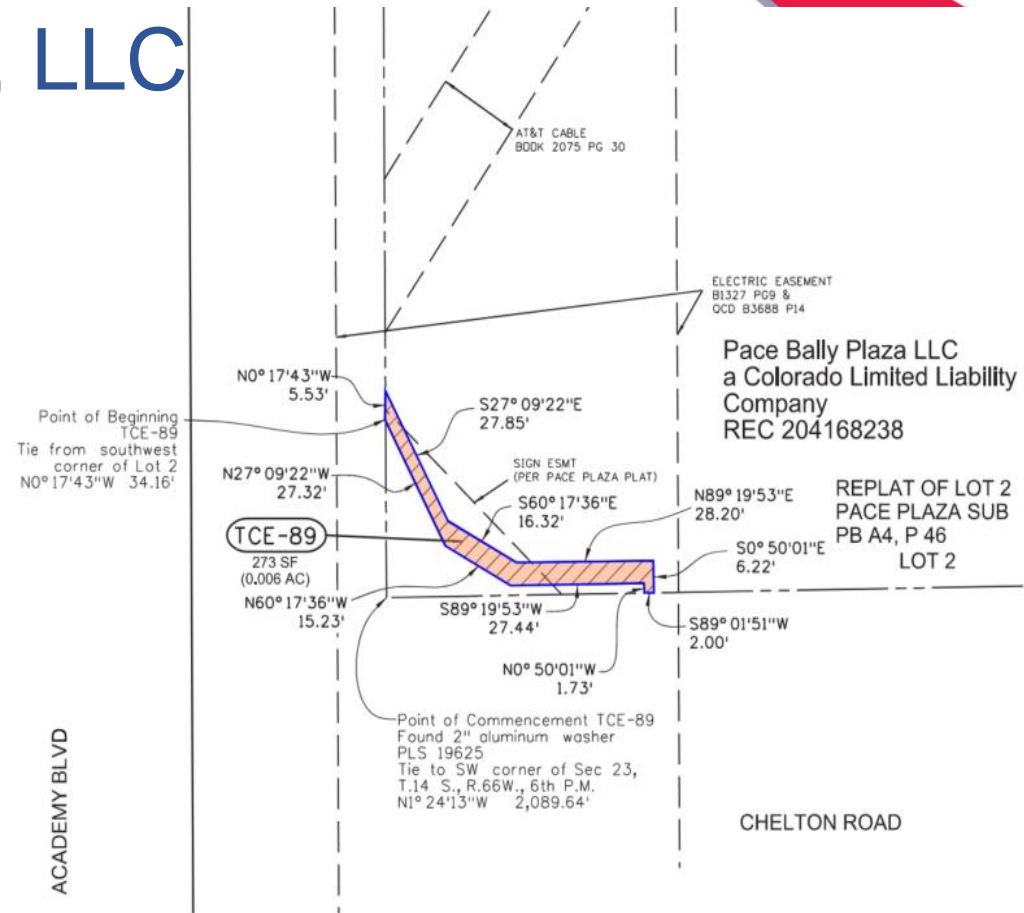 LLC
AT&T CABLE
BOOK 2075 PG 30
ELECTRIC EASEMENT
B1327 PG9 &
QCD B3688 P14
Pace Bally Plaza LLC
a Colorado Limited Liability
Company
REC 204168238
N0° 17'43"W
5.53'
S27° 09'22"E
27.85'
Point of Beginning
TCE-89
Tie from southwest
corner of Lot 2
N0° 17'43"W 34.16'
N27° 09'22"W
27.32'
SIGN ESMT
(PER PACE PLAZA PLAT)
S60° 17'36"E
16.32'
N89° 19'53"E
28.20'
REPLAT OF LOT 2
PACE PLAZA SUB
PB A4, P 46
LOT 2
TCE-89
273 SF
(0.006 AC)
S0° 50'01"E
6.22'
N60° 17'36"W
15.23'
S89° 19'53"W
27.44'
S89° 01'51"W
2.00'
N0° 50'01"W
1.73'
Point of Commencement TCE-89
Found 2" aluminum washer
PLS 19625
Tie to SW corner of Sec 23,
T.14 S., R.66W., 6th P.M.
N1° 24'13"W 2,089.64'
ACADEMY BLVD
CHELTON ROAD